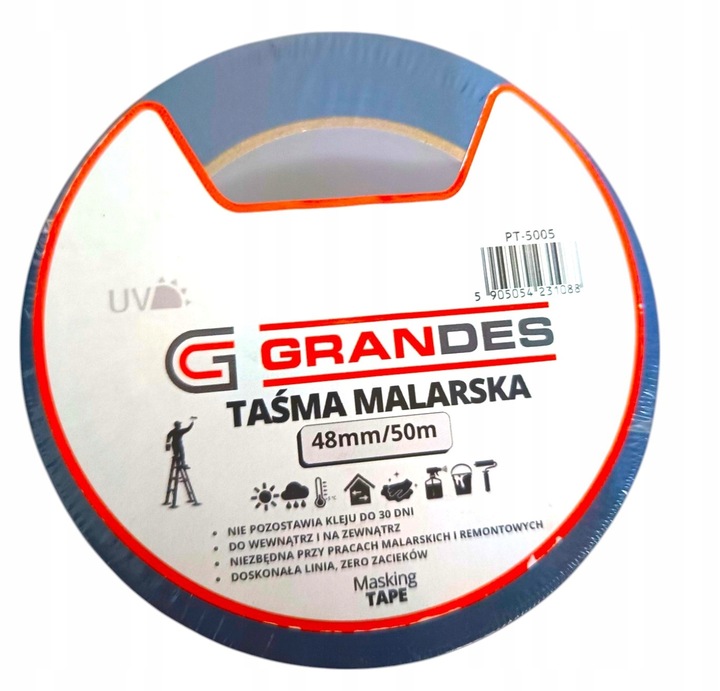 PT-5005
5 905054 231088
UV
G GRANDES
TAŚMA MALARSKA
48mm/50m
• NIE POZOSTAWIA KLEJU DO 30 DNI
• DO WEWNĄTRZ I NA ZEWNĄTRZ
• NIEZBĘDNA PRZY PRACACH MALARSKICH I REMONTOWYCH
• DOSKONAŁA LINIA, ZERO ZACIEKÓW
Masking
TAPE